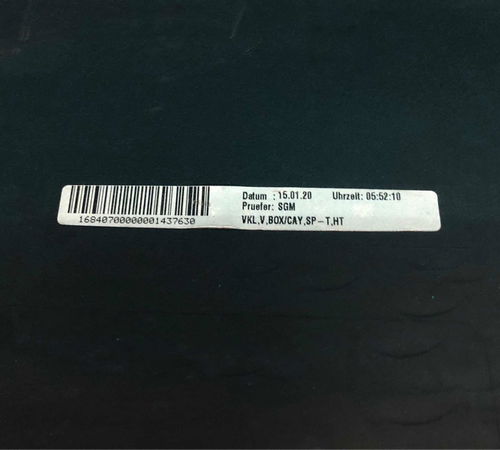 Datum : 15.01.20 Uhrzeit: 05:52:10
Pruefer: SGM
16840700000001437630
VKL,V,BOX/CAY,SP-T,HT